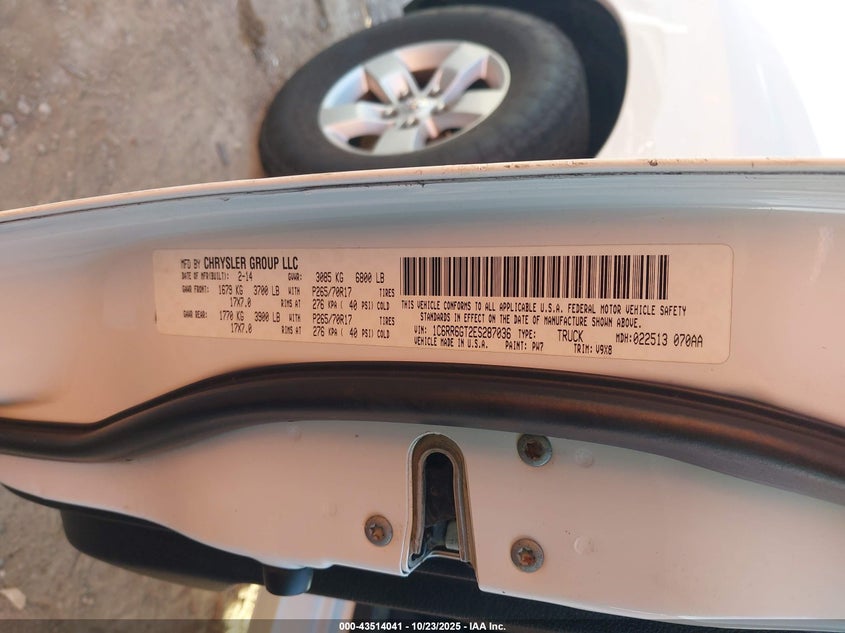 MFD BY CHRYSLER GROUP LLC
DATE OF MFR(BUILT): 2-14 GVWR: 3085 KG 6800 LB
GAWR FRONT: 1679 KG 3700 LB WITH P265/70R17 TIRES
17X7.0 RIMS AT 276 KPA ( 40 PSI) COLD
GAWR REAR: 1770 KG 3900 LB WITH P265/70R17 TIRES
17X7.0 RIMS AT 276 KPA ( 40 PSI) COLD
THIS VEHICLE CONFORMS TO ALL APPLICABLE U.S.A. FEDERAL MOTOR VEHICLE SAFETY
STANDARDS IN EFFECT ON THE DATE OF MANUFACTURE SHOWN ABOVE.
VIN: 1C6RR6GT2ES287036 TYPE: TRUCK MDH:022513 070AA
VEHICLE MADE IN U.S.A. PAINT: PW7 TRIM: V9X8
000-43514041 | 10/23/2025 | IAA Inc.